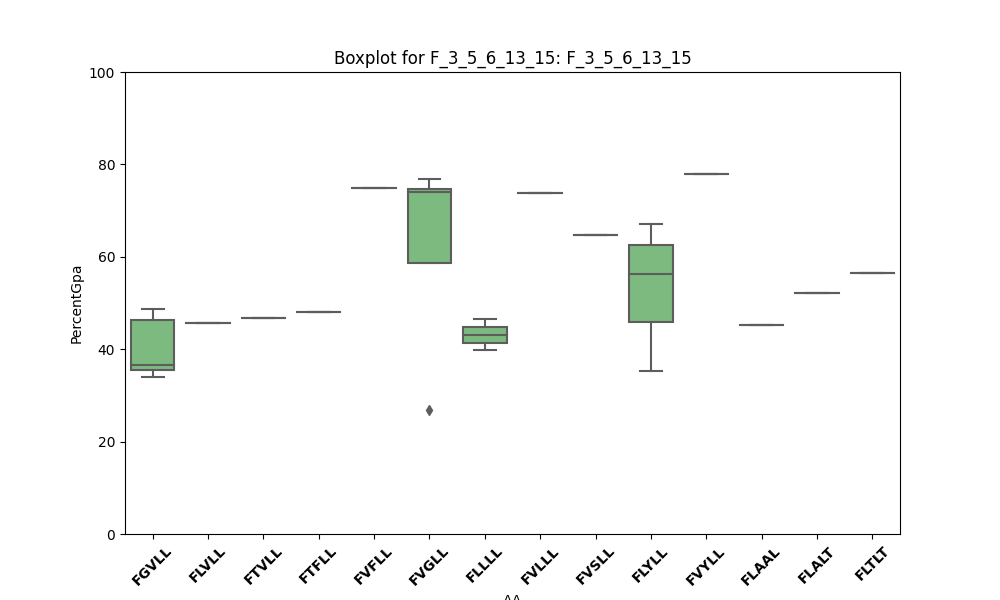 Boxplot for F_3_5_6_13_15: F_3_5_6_13_15
100
80
60
40
20
0
PercentGpa
FGVLL
FLVLL
FTVLL
FTFLL
FVFLL
FVGLL
FLLLL
FVLLL
FVSLL
FLYLL
FVYLL
FLAAL
FLALT
FLTLT
AA